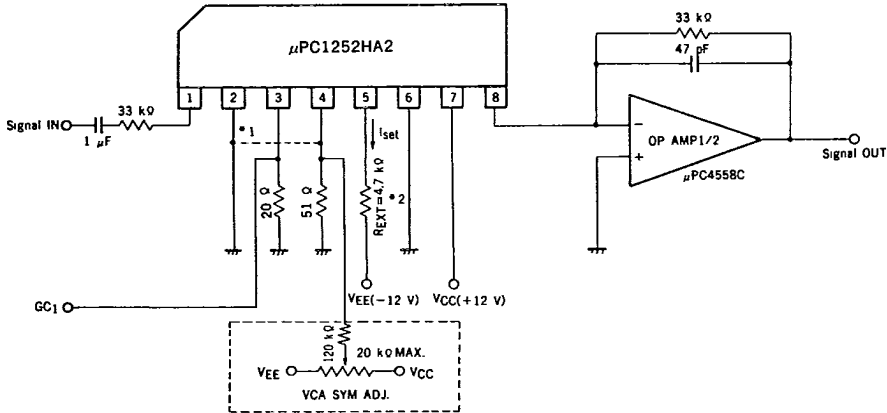 μPC1252HA2
1 2 3 4 5 6 7 8
33 kΩ
47 pF
33 kΩ
Signal IN
1 μF
*1
Iset
OP AMP1/2
Signal OUT
μPC4558C
20 Ω
51 Ω
REXT=4.7 kΩ
*2
GC1
VEE(−12 V)
VCC(+12 V)
120 kΩ
20 kΩ MAX.
VEE
VCC
VCA SYM ADJ.